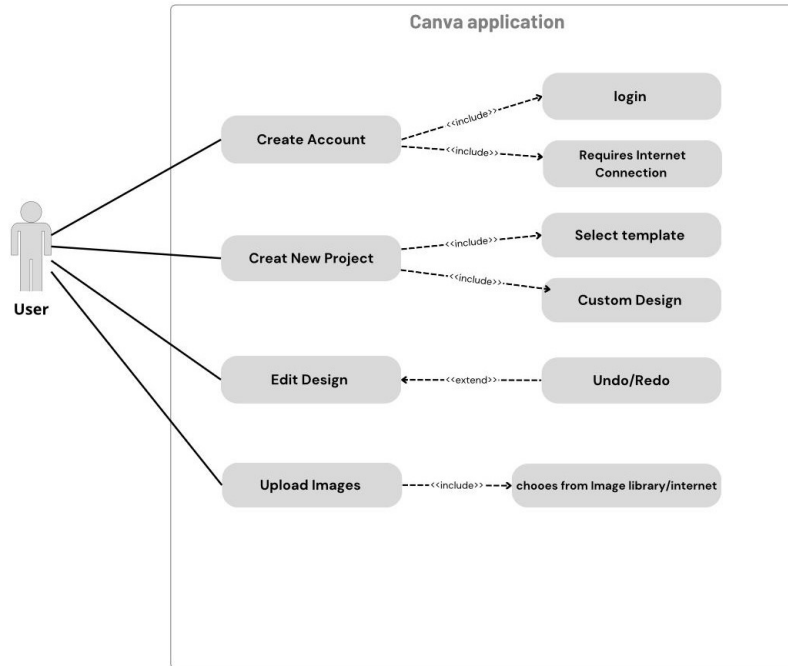 Canva application
login
<<include>>
Create Account
<<include>>
Requires Internet
Connection
Select template
<<include>>
Creat New Project
<<include>>
Custom Design
User
Edit Design
<<extend>>
Undo/Redo
Upload Images
<<include>>
chooes from Image library/internet